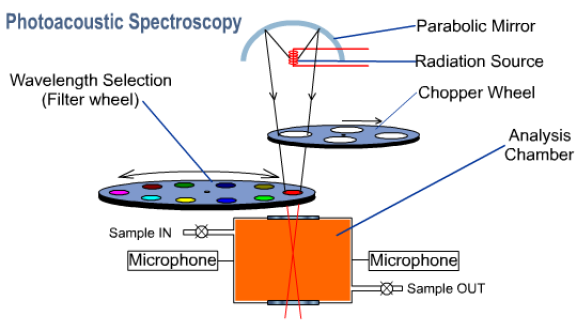 Photoacoustic Spectroscopy
Parabolic Mirror
Radiation Source
Wavelength Selection
(Filter wheel)
Chopper Wheel
Analysis
Chamber
Sample IN
Microphone
Microphone
Sample OUT